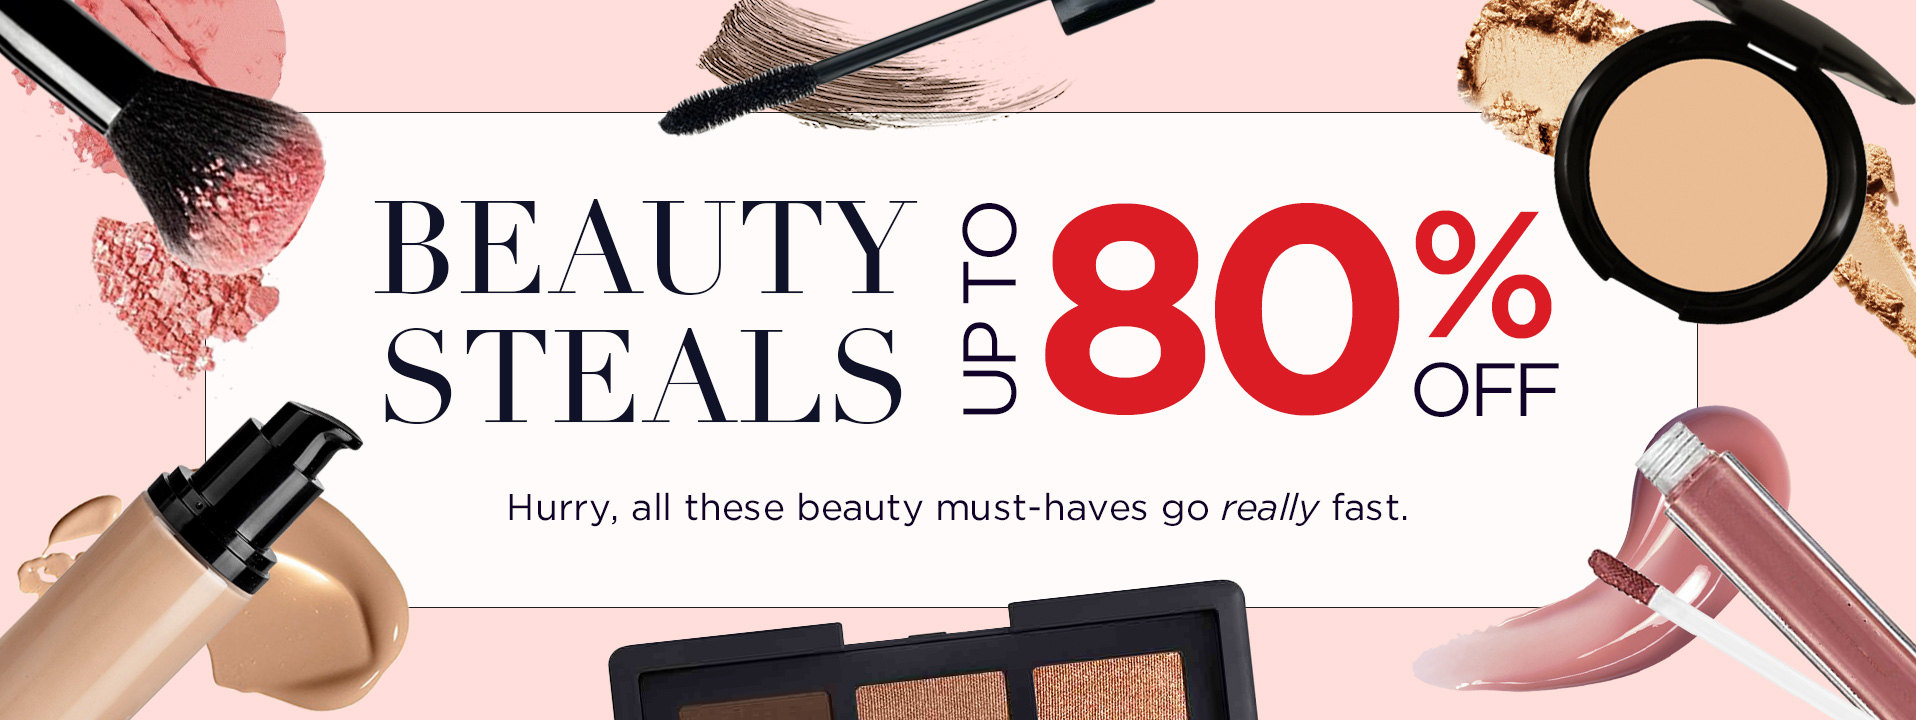 BEAUTY
STEALS
UP TO
80%
OFF
Hurry, all these beauty must-haves go really fast.